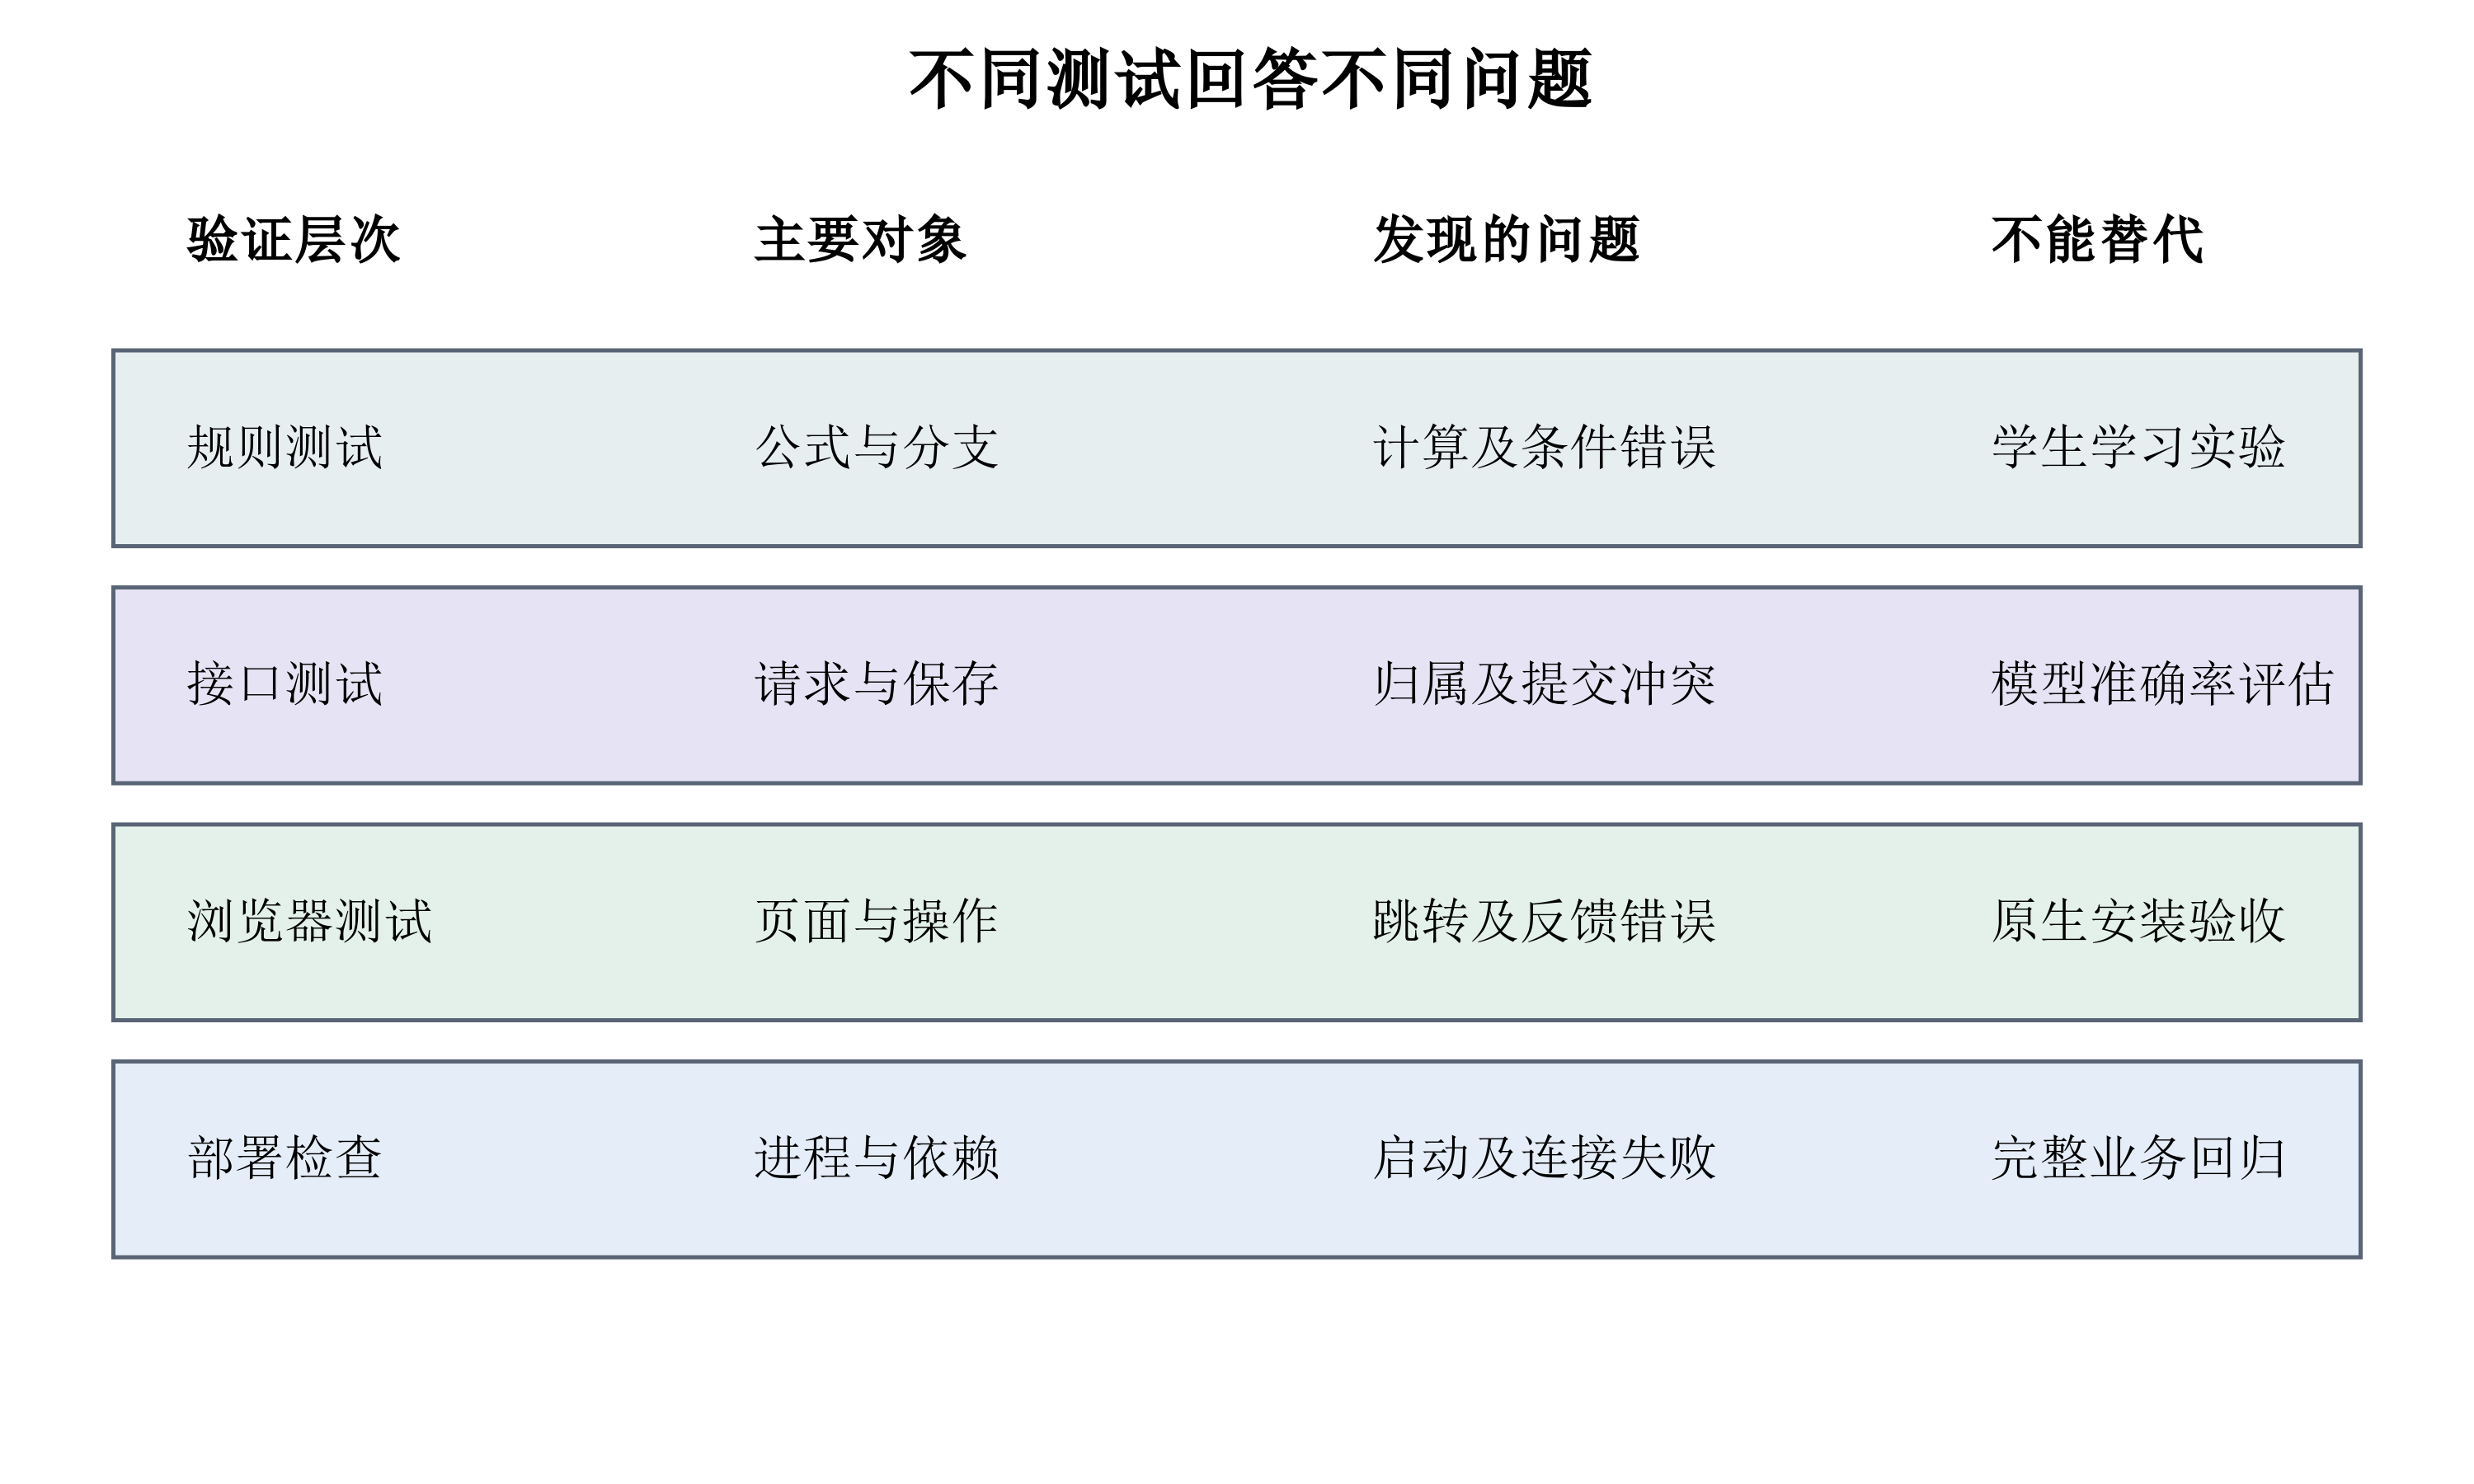 不同测试回答不同问题
验证层次 主要对象 发现的问题 不能替代
规则测试 公式与分支 计算及条件错误 学生学习实验
接口测试 请求与保存 归属及提交冲突 模型准确率评估
浏览器测试 页面与操作 跳转及反馈错误 原生安装验收
部署检查 进程与依赖 启动及连接失败 完整业务回归